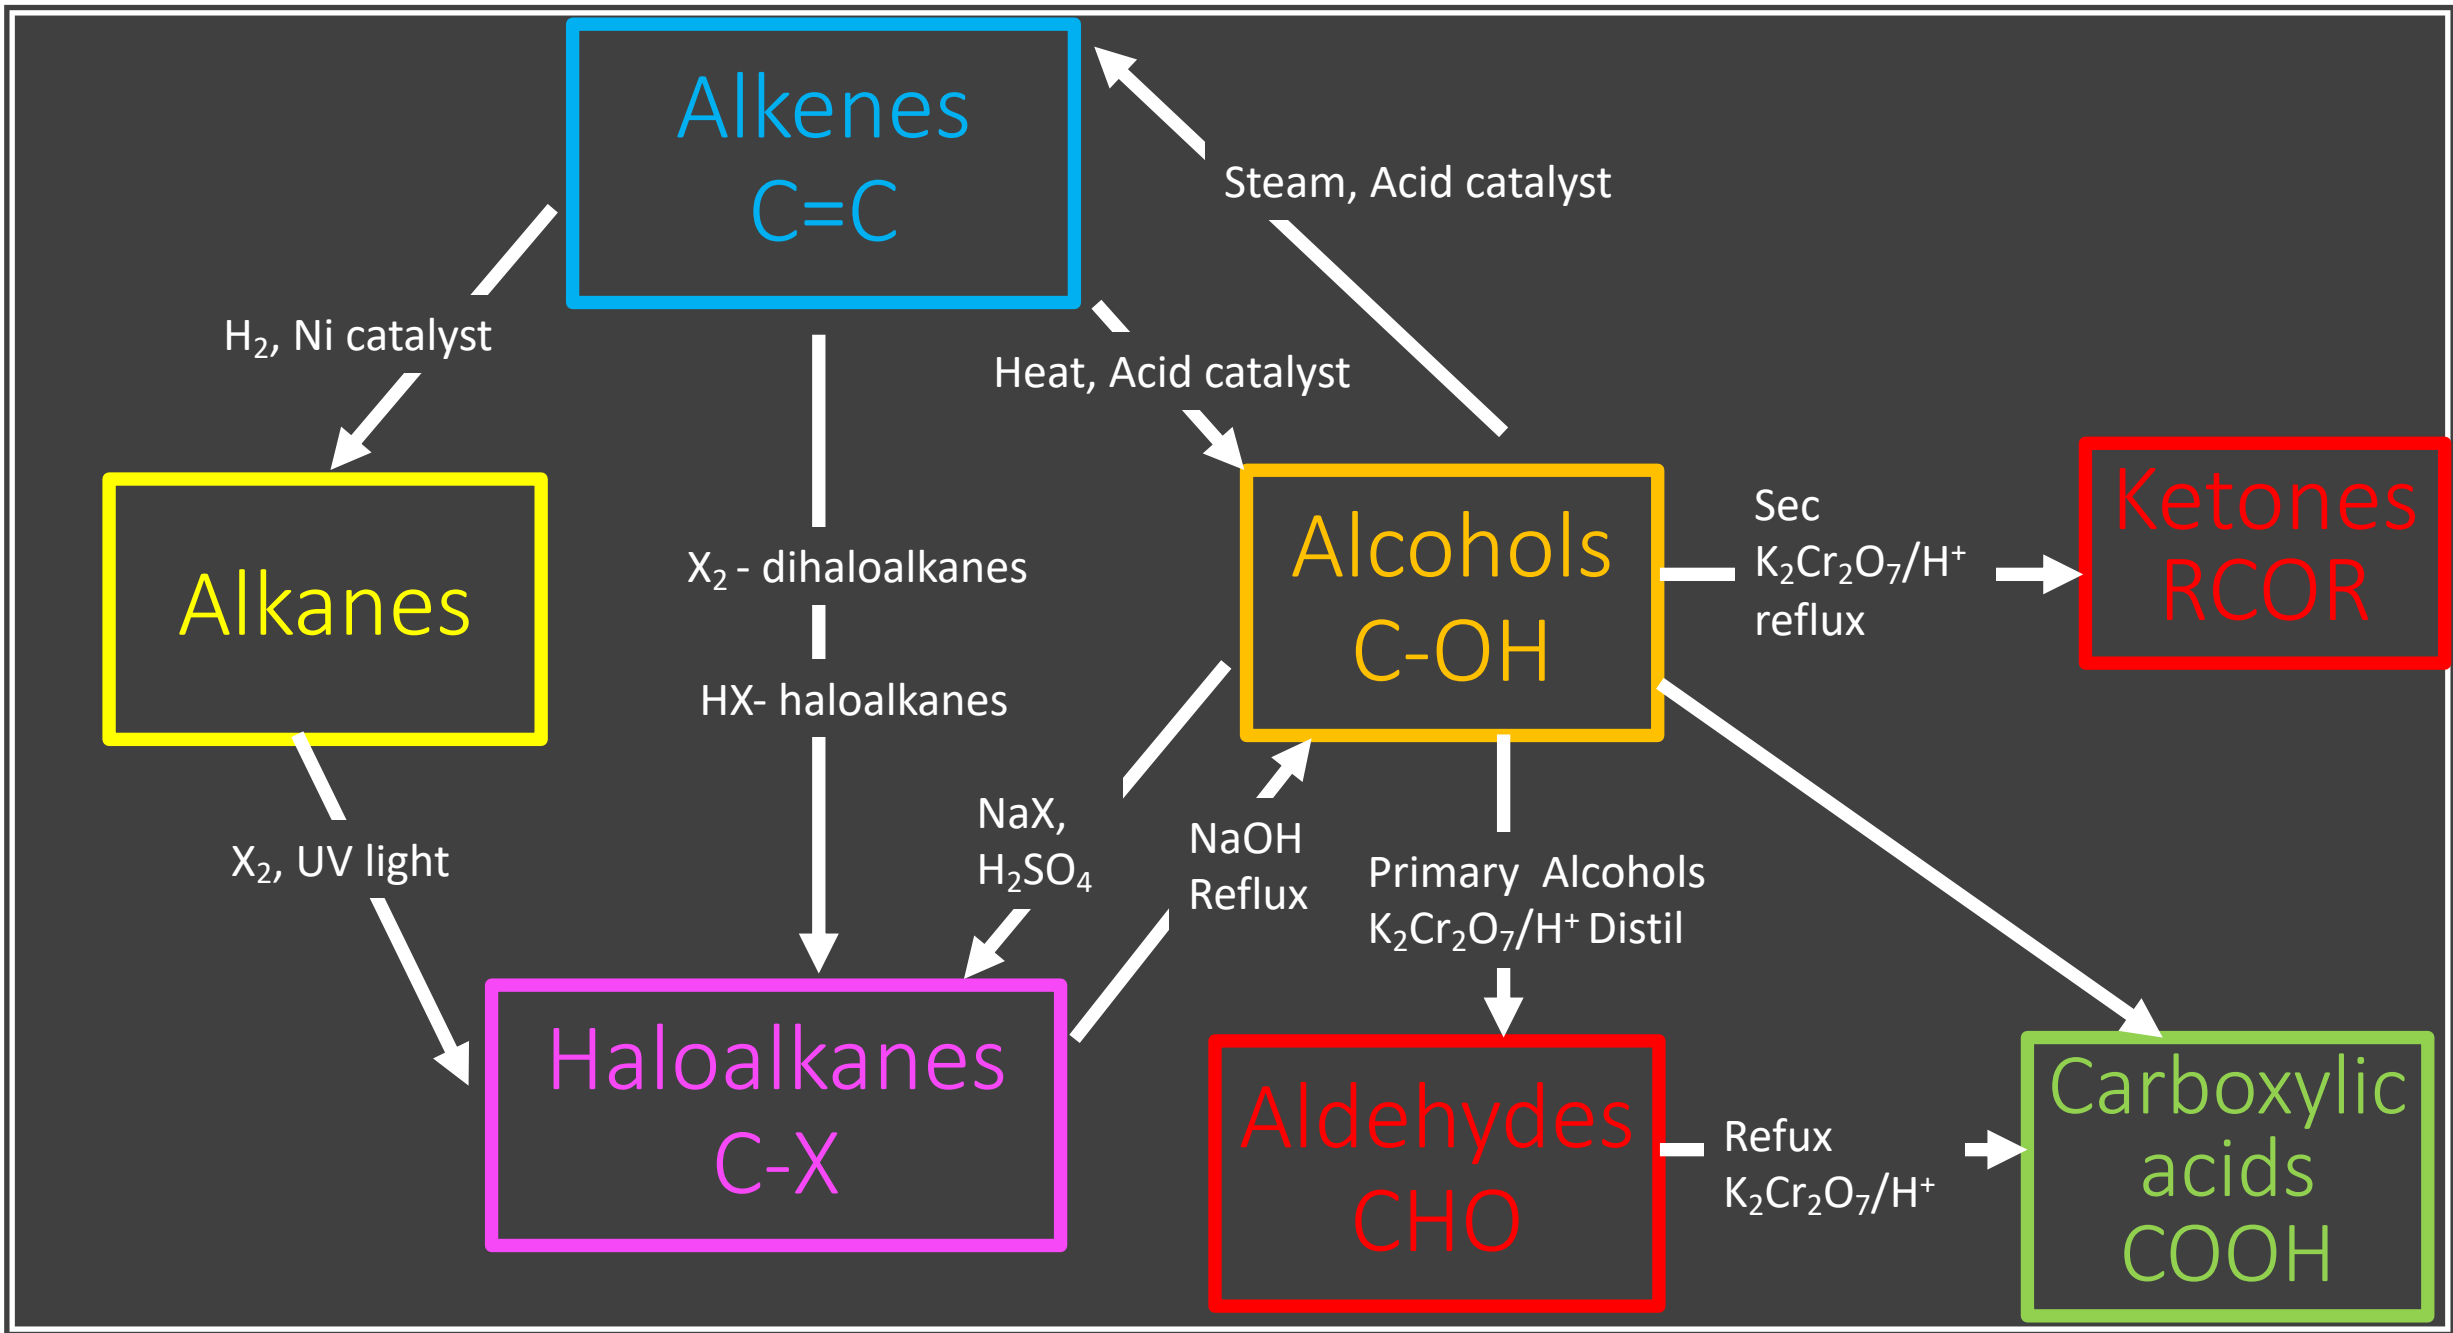 Alkenes
C=C
Steam, Acid catalyst
H₂, Ni catalyst
Heat, Acid catalyst
Alkanes
X₂ - dihaloalkanes
HX- haloalkanes
Alcohols
C-OH
Sec
K₂Cr₂O₇/H⁺
reflux
Ketones
RCOR
X₂, UV light
NaX,
H₂SO₄
NaOH
Reflux
Primary Alcohols
K₂Cr₂O₇/H⁺ Distil
Haloalkanes
C-X
Aldehydes
CHO
Refux
K₂Cr₂O₇/H⁺
Carboxylic
acids
COOH